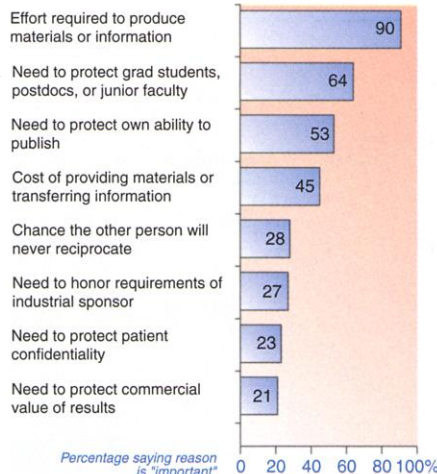 Effort required to produce
materials or information
90
Need to protect grad students,
postdocs, or junior faculty
64
Need to protect own ability to
publish
53
Cost of providing materials or
transferring information
45
Chance the other person will
never reciprocate
28
Need to honor requirements of
industrial sponsor
27
Need to protect patient
confidentiality
23
Need to protect commercial
value of results
21
Percentage saying reason
is "important"
0 20 40 60 80 100%